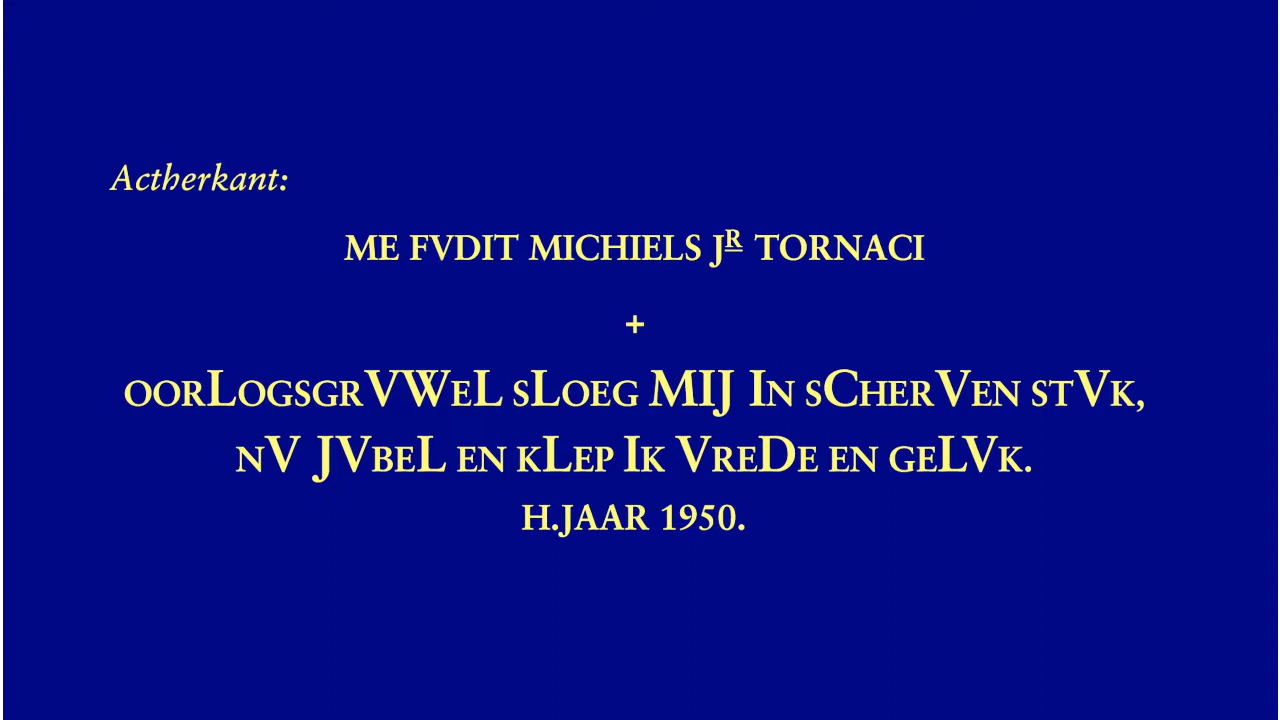 Actherkant:
ME FVDIT MICHIELS JR TORNACI
+
OORLOGSGRVWEL SLOEG MIJ IN SCHERVEN STVK,
NV JVBEL EN KLEP IK VREDE EN GELVK.
H.JAAR 1950.